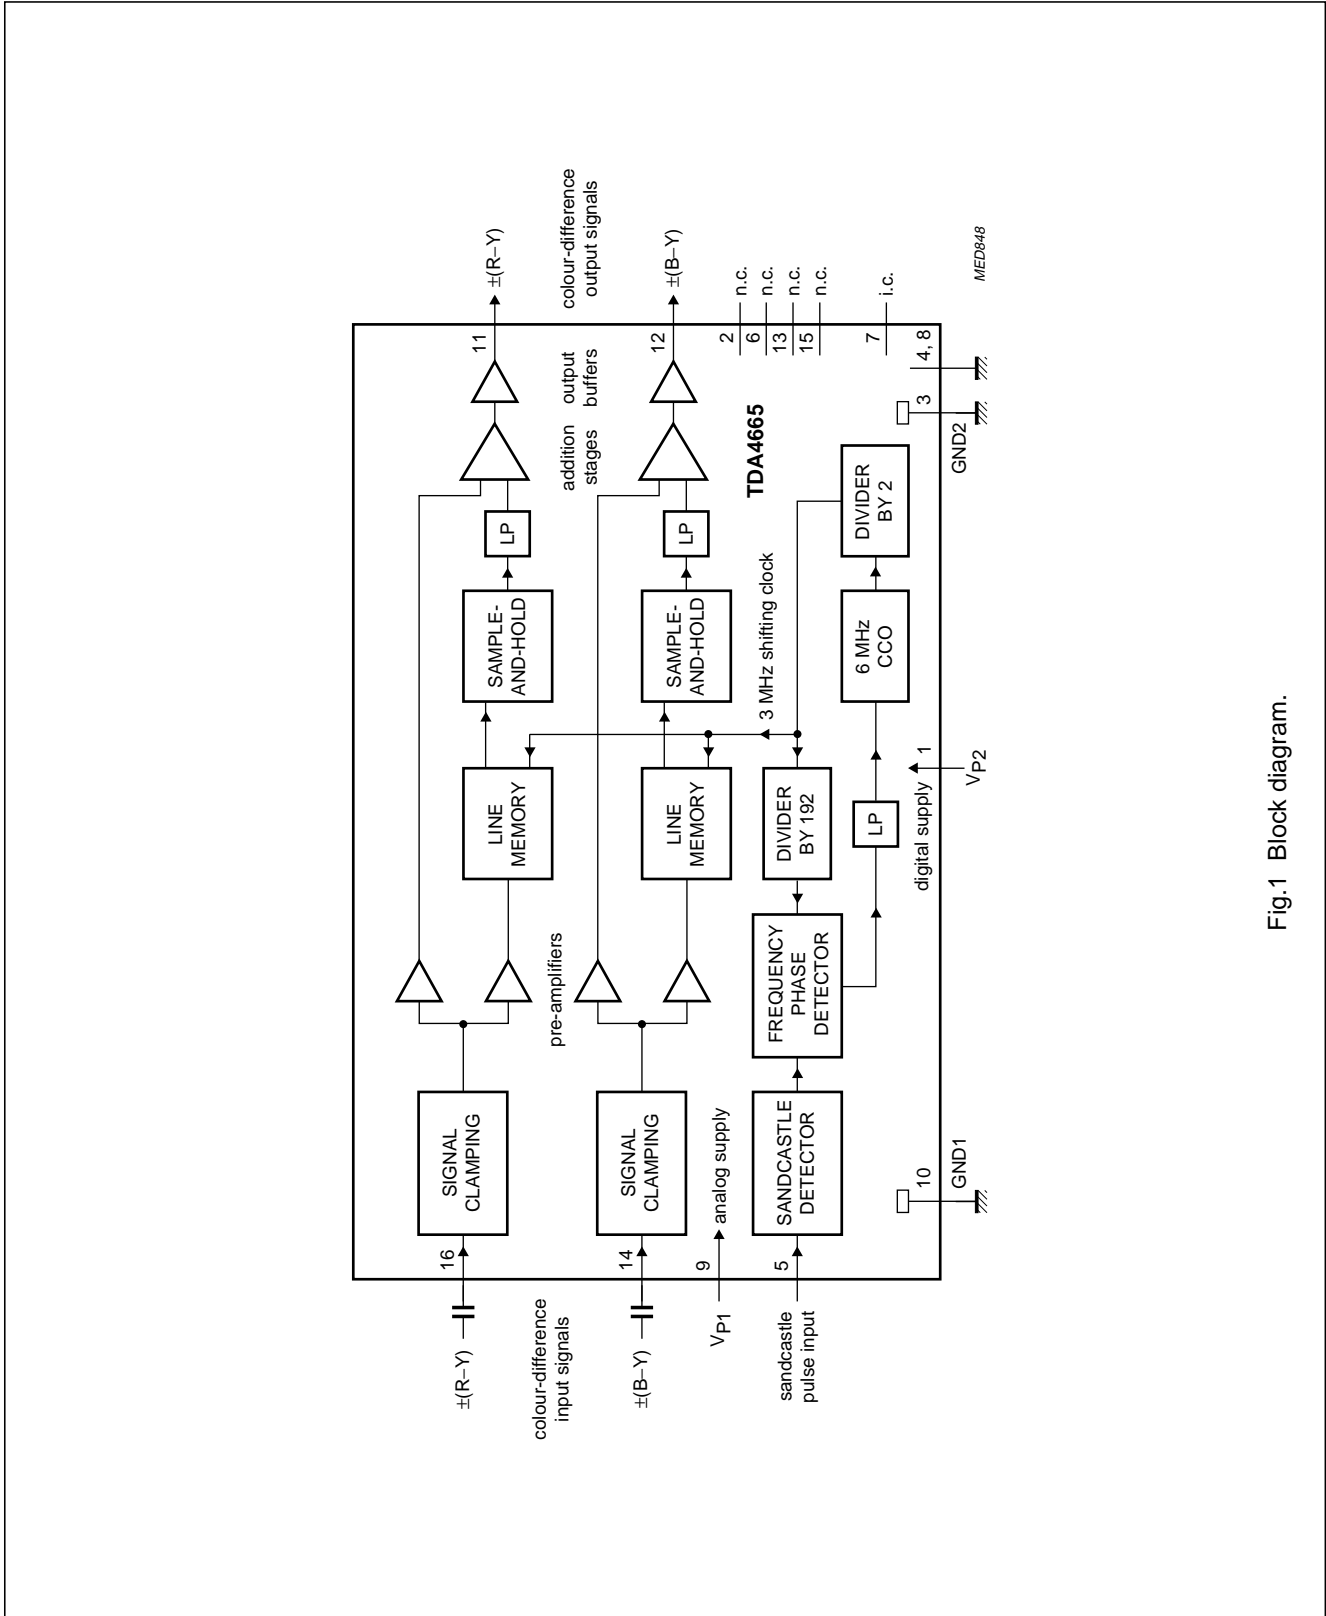 ±(R−Y)
colour-difference
input signals
±(B−Y)
VP1
sandcastle
pulse input
16
14
9
5
SIGNAL
CLAMPING
SIGNAL
CLAMPING
analog supply
SANDCASTLE
DETECTOR
10
GND1
pre-amplifiers
FREQUENCY
PHASE
DETECTOR
LINE
MEMORY
LINE
MEMORY
DIVIDER
BY 192
LP
digital supply
1
VP2
3 MHz shifting clock
SAMPLE-
AND-HOLD
SAMPLE-
AND-HOLD
6 MHz
CCO
LP
LP
DIVIDER
BY 2
TDA4665
addition
stages
output
buffers
GND2
3
4, 8
11
12
2
6
13
15
7
±(R−Y)
colour-difference
output signals
±(B−Y)
n.c.
n.c.
n.c.
n.c.
i.c.
MED848
Fig.1 Block diagram.